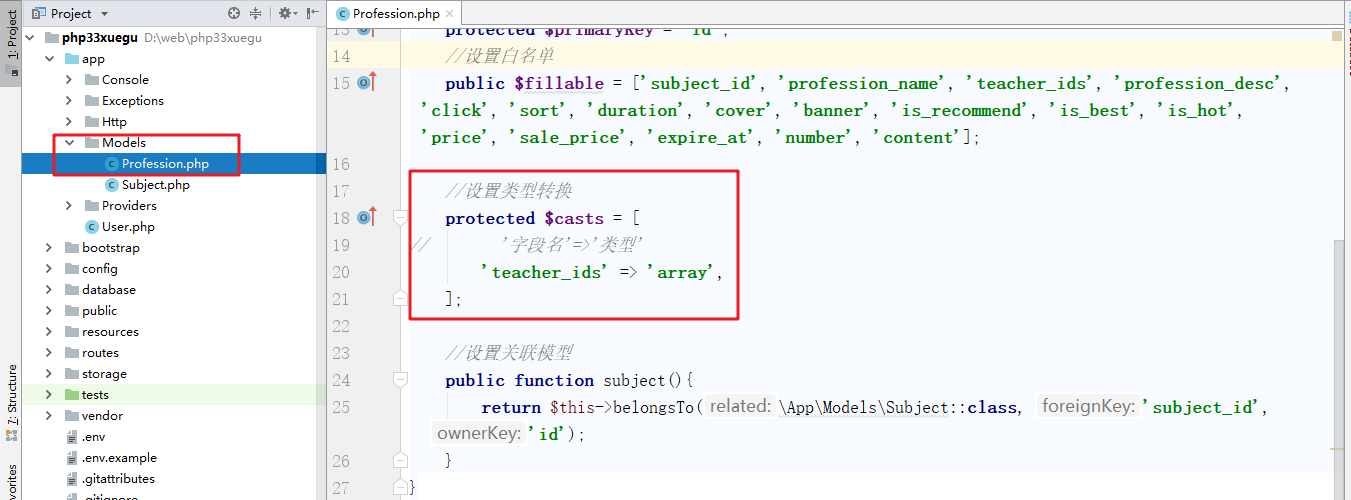 1: Project
7: Structure
vorites
Project
php33xuegu D:\web\php33xuegu
app
Console
Exceptions
Http
Models
Profession.php
Subject.php
Providers
User.php
bootstrap
config
database
public
resources
routes
storage
tests
vendor
.env
.env.example
.gitattributes
.gitignore
Profession.php
13 protected $primaryKey = 'id';
14 //设置白名单
15 public $fillable = ['subject_id', 'profession_name', 'teacher_ids', 'profession_desc',
'click', 'sort', 'duration', 'cover', 'banner', 'is_recommend', 'is_best', 'is_hot',
'price', 'sale_price', 'expire_at', 'number', 'content'];
16
17 //设置类型转换
18 protected $casts = [
19 // '字段名'=>'类型'
20 'teacher_ids' => 'array',
21 ];
22
23 //设置关联模型
24 public function subject(){
25 return $this->belongsTo( related: \App\Models\Subject::class, foreignKey: 'subject_id',
ownerKey: 'id');
26 }
27 }